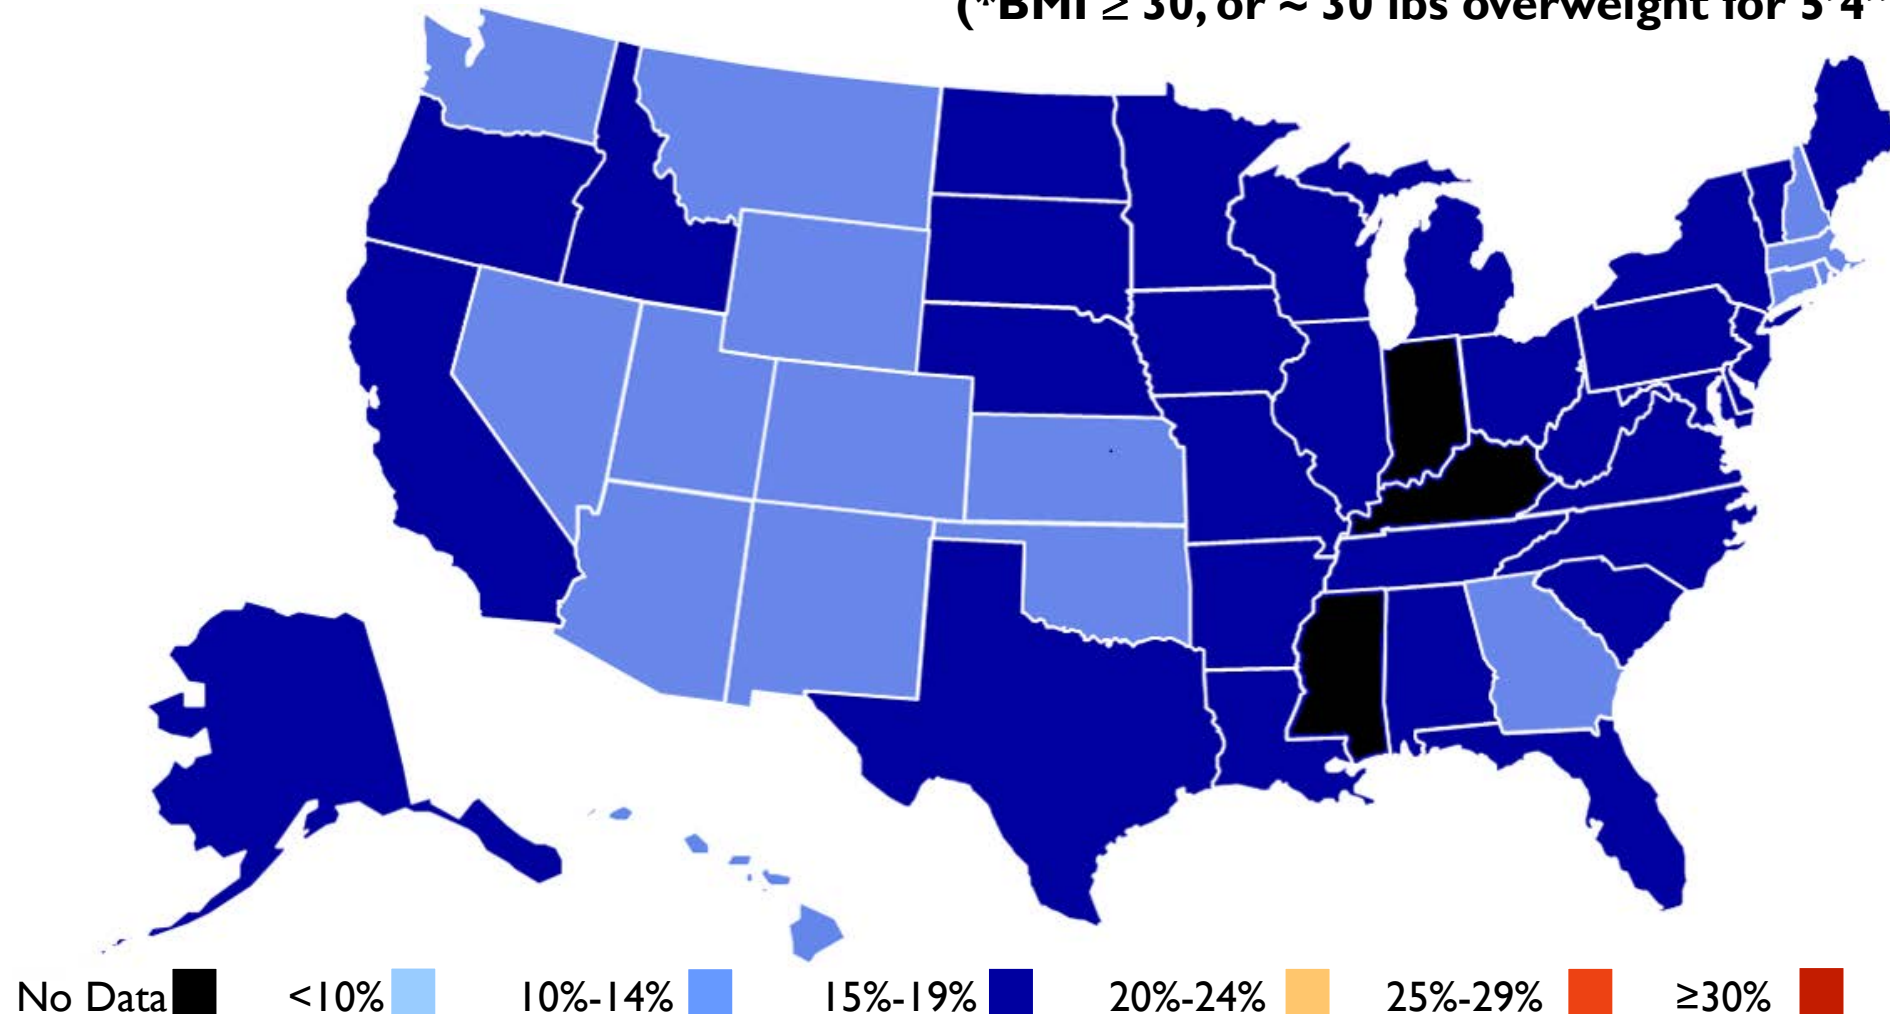 (*BMI ≥ 30, or ~ 30 lbs overweight for 5'4"
No Data <10% 10%-14% 15%-19% 20%-24% 25%-29% ≥30%